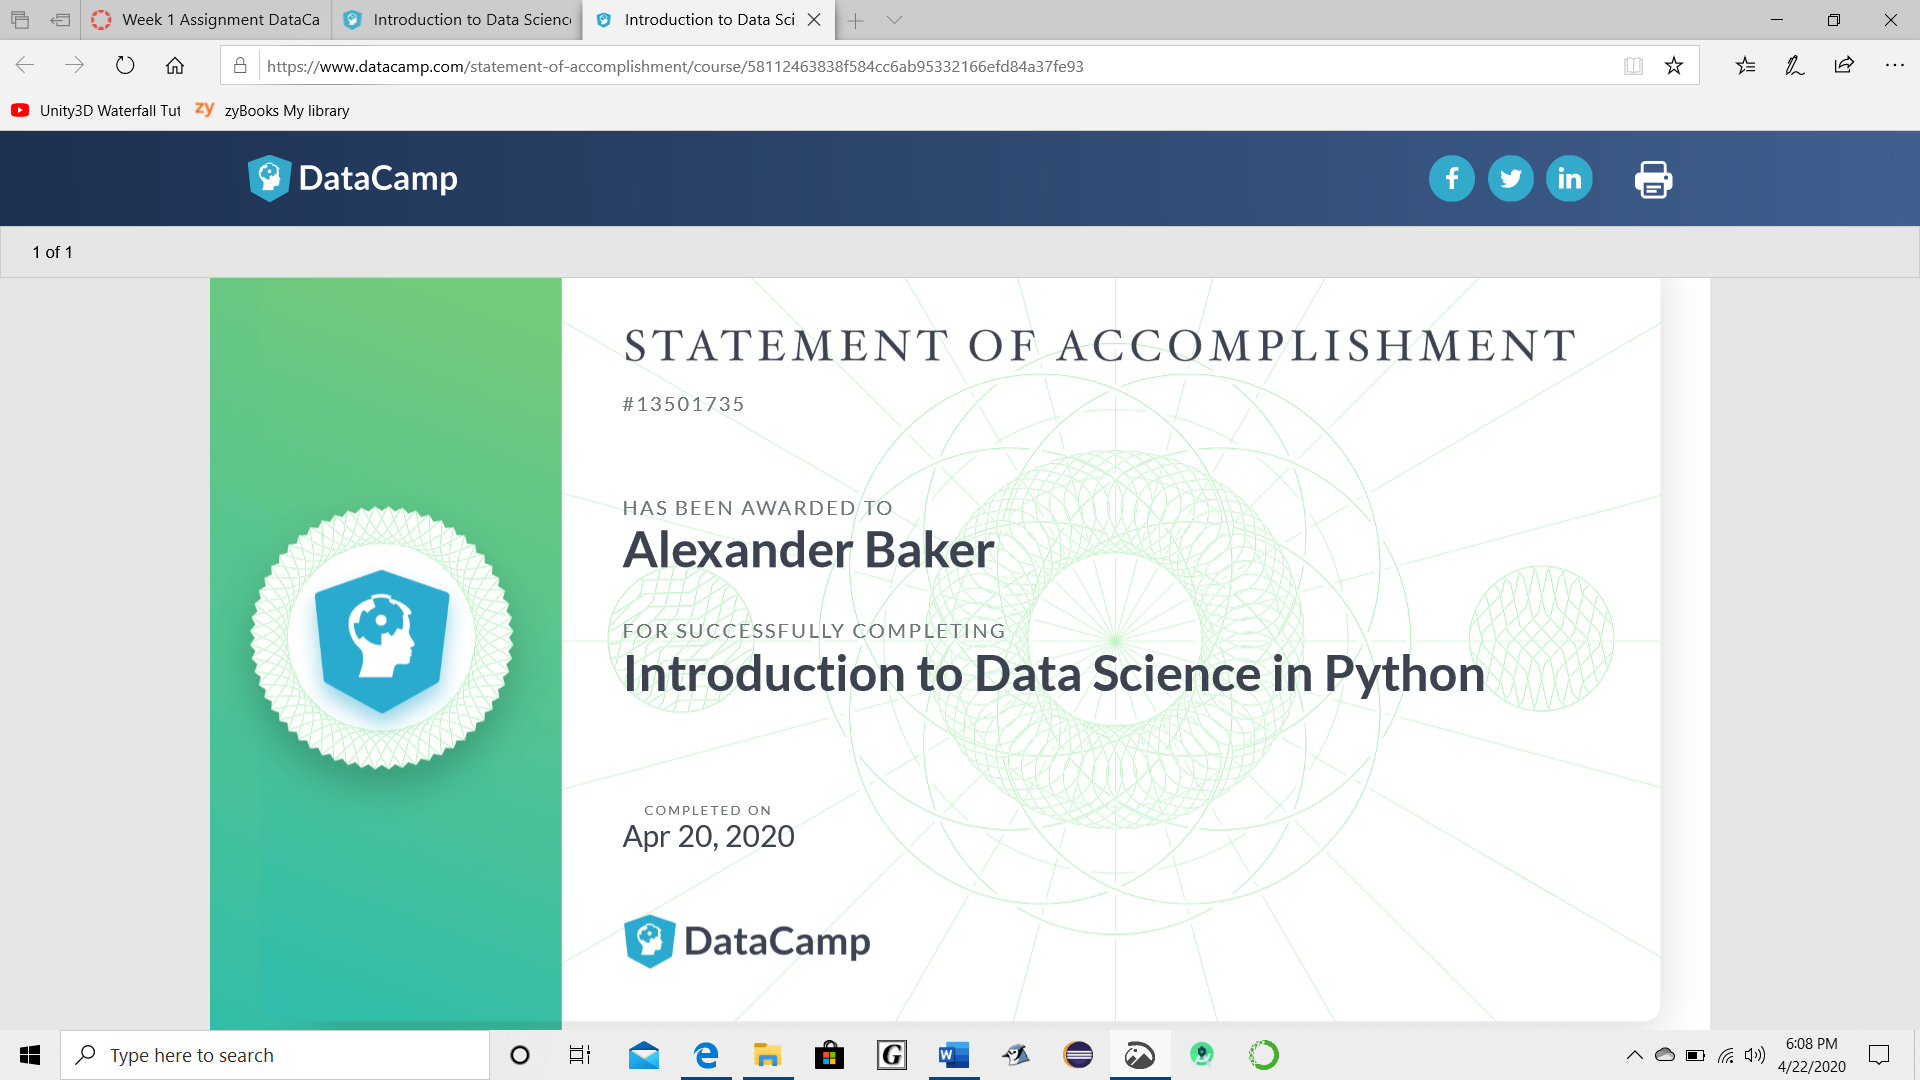 Week 1 Assignment DataCa
Introduction to Data Science
Introduction to Data Sci
https://www.datacamp.com/statement-of-accomplishment/course/58112463838f584cc6ab95332166efd84a37fe93
Unity3D Waterfall Tut
zy zyBooks My library
DataCamp
1 of 1
STATEMENT OF ACCOMPLISHMENT
#13501735
HAS BEEN AWARDED TO
Alexander Baker
FOR SUCCESSFULLY COMPLETING
Introduction to Data Science in Python
COMPLETED ON
Apr 20, 2020
DataCamp
Type here to search
6:08 PM
4/22/2020